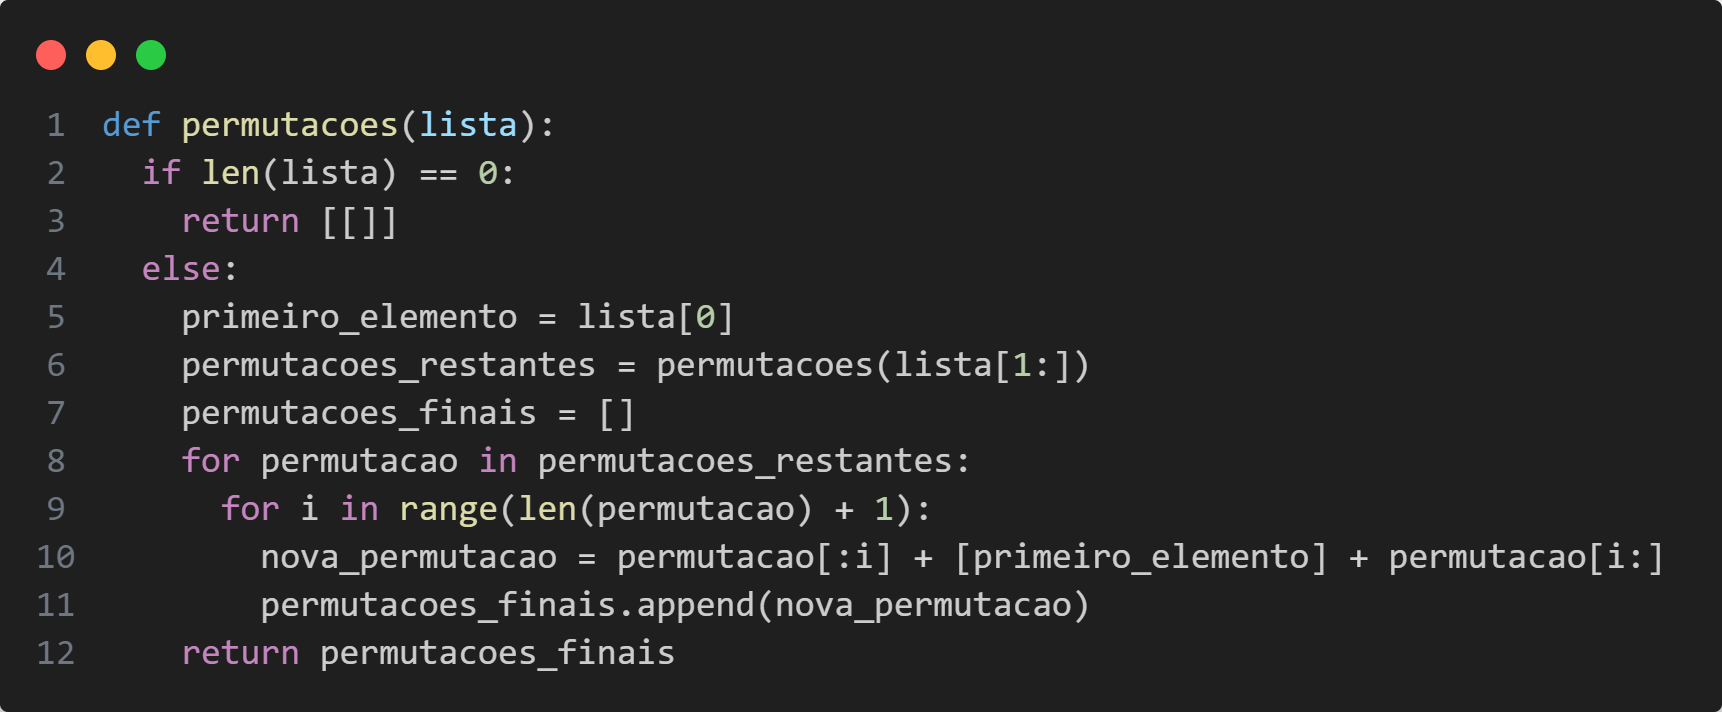 1 def permutacoes(lista):
2   if len(lista) == 0:
3     return [[]]
4   else:
5     primeiro_elemento = lista[0]
6     permutacoes_restantes = permutacoes(lista[1:])
7     permutacoes_finais = []
8     for permutacao in permutacoes_restantes:
9       for i in range(len(permutacao) + 1):
10         nova_permutacao = permutacao[:i] + [primeiro_elemento] + permutacao[i:]
11         permutacoes_finais.append(nova_permutacao)
12     return permutacoes_finais